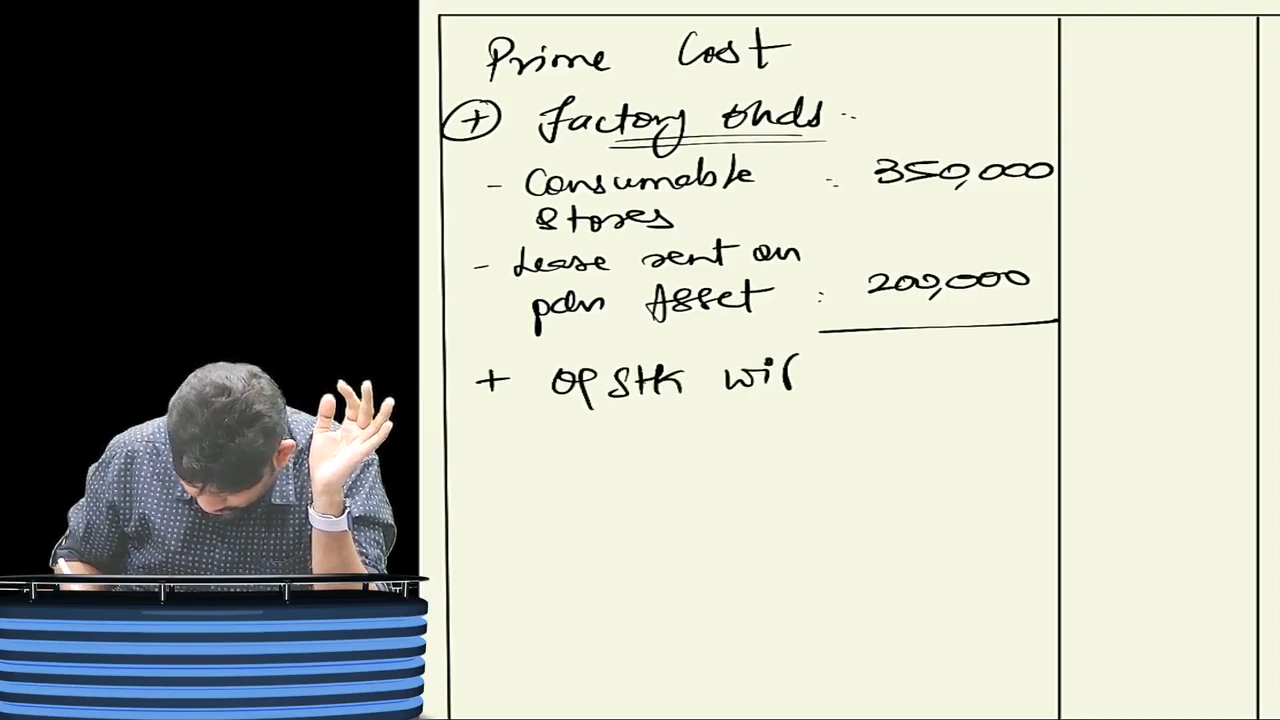 Prime Cost
+ factory ohds :-
- Consumable :- 350,000
Stores
- Lease rent on
pdn Asset : 200,000
+ Op Stk wip